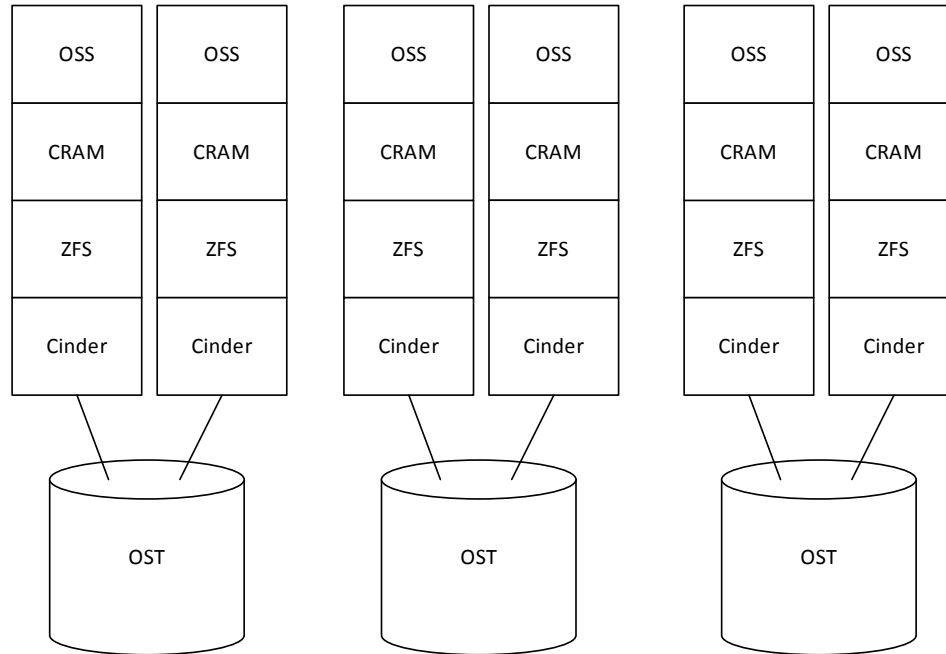 OSS OSS OSS OSS OSS OSS
CRAM CRAM CRAM CRAM CRAM CRAM
ZFS ZFS ZFS ZFS ZFS ZFS
Cinder Cinder Cinder Cinder Cinder Cinder
OST OST OST